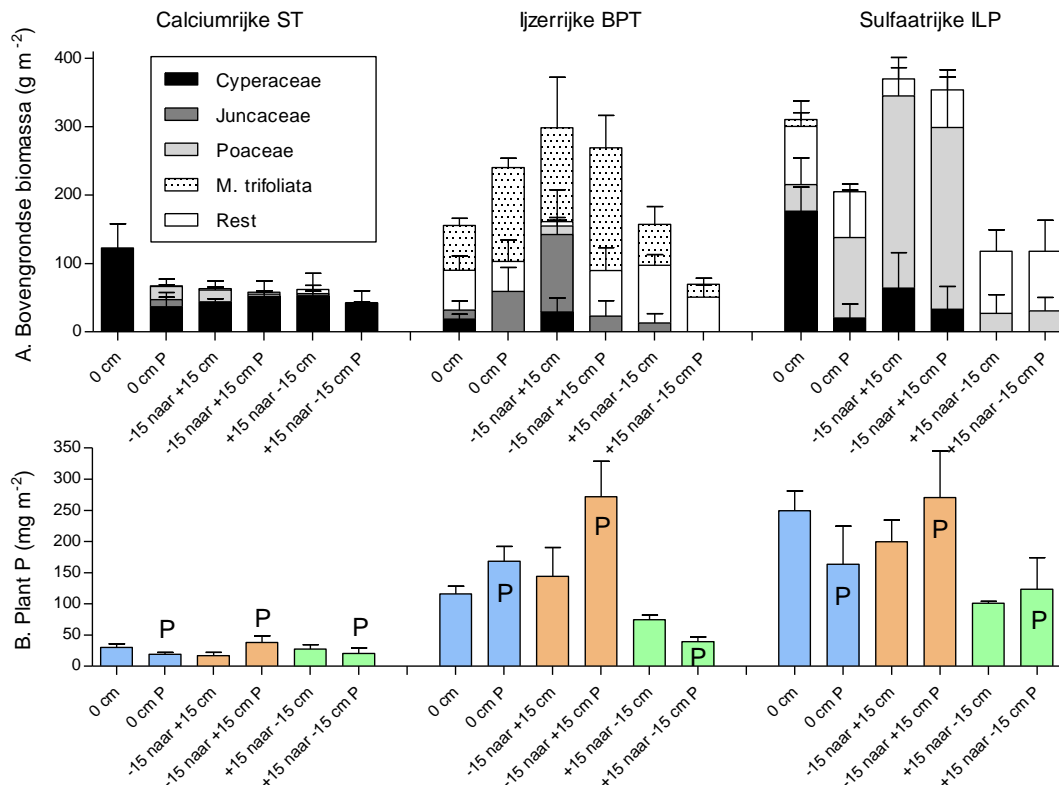 Calciumrijke ST
Ijzerrijke BPT
Sulfaatrijke ILP
A. Bovengrondse biomassa (g m⁻²)
400
300
200
100
0
Cyperaceae
Juncaceae
Poaceae
M. trifoliata
Rest
0 cm
0 cm P
-15 naar +15 cm
-15 naar +15 cm P
+15 naar -15 cm
+15 naar -15 cm P
0 cm
0 cm P
-15 naar +15 cm
-15 naar +15 cm P
+15 naar -15 cm
+15 naar -15 cm P
0 cm
0 cm P
-15 naar +15 cm
-15 naar +15 cm P
+15 naar -15 cm
+15 naar -15 cm P
B. Plant P (mg m⁻²)
350
300
250
200
150
100
50
0
P
P
P
P
P
P
P
P
P
0 cm
0 cm P
-15 naar +15 cm
-15 naar +15 cm P
+15 naar -15 cm
+15 naar -15 cm P
0 cm
0 cm P
-15 naar +15 cm
-15 naar +15 cm P
+15 naar -15 cm
+15 naar -15 cm P
0 cm
0 cm P
-15 naar +15 cm
-15 naar +15 cm P
+15 naar -15 cm
+15 naar -15 cm P